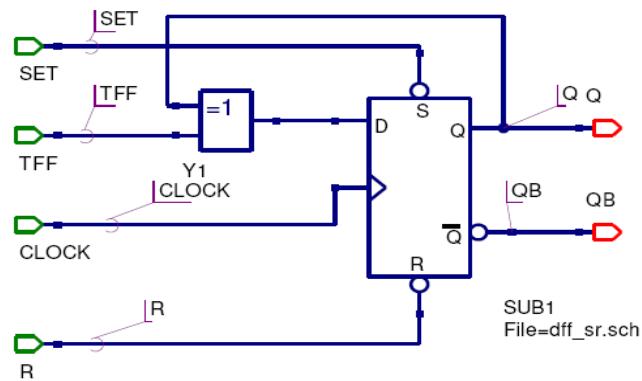 SET
SET
TFF
TFF
=1
Y1
CLOCK
CLOCK
S
D
Q
Q
R
Q
Q
QB
QB
R
R
SUB1
File=dff_sr.sch